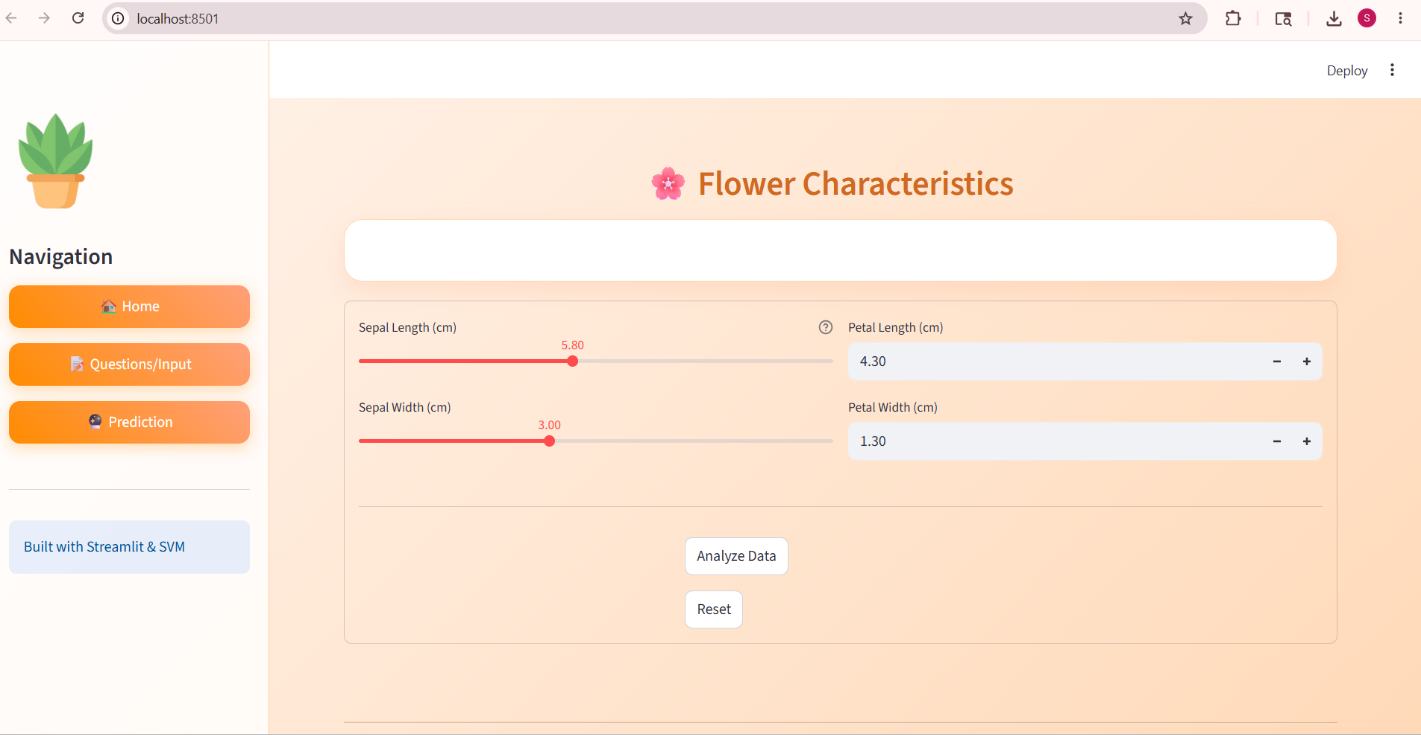 localhost:8501
S
Deploy
Navigation
Home
Questions/Input
Prediction
Built with Streamlit & SVM
Flower Characteristics
Sepal Length (cm)
5.80
Petal Length (cm)
4.30
Sepal Width (cm)
3.00
Petal Width (cm)
1.30
Analyze Data
Reset